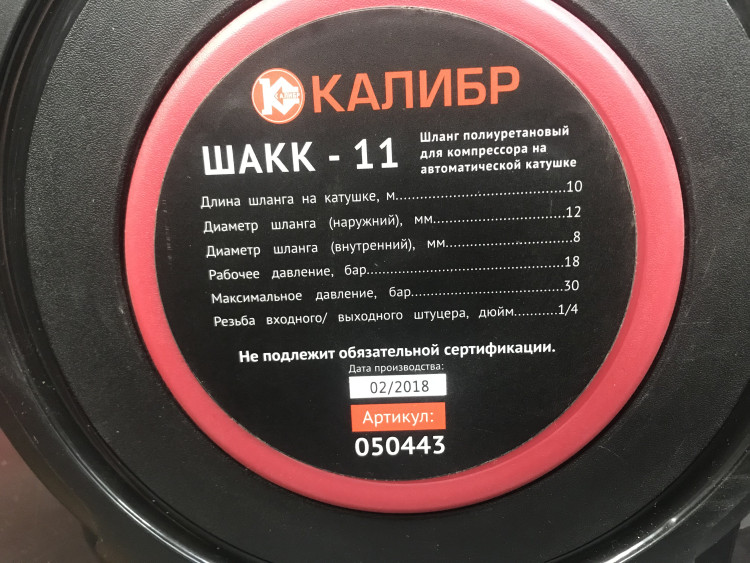 КАЛИБР
КАЛИБР
ШАКК - 11
Шланг полиуретановый
для компрессора на
автоматической катушке
Длина шланга на катушке, м.......................................10
Диаметр шланга (наружний), мм..............................12
Диаметр шланга (внутренний), мм.............................8
Рабочее давление, бар..............................................18
Максимальное давление, бар...................................30
Резьба входного/ выходного штуцера, дюйм...........1/4
Не подлежит обязательной сертификации.
Дата производства:
02/2018
Артикул:
050443